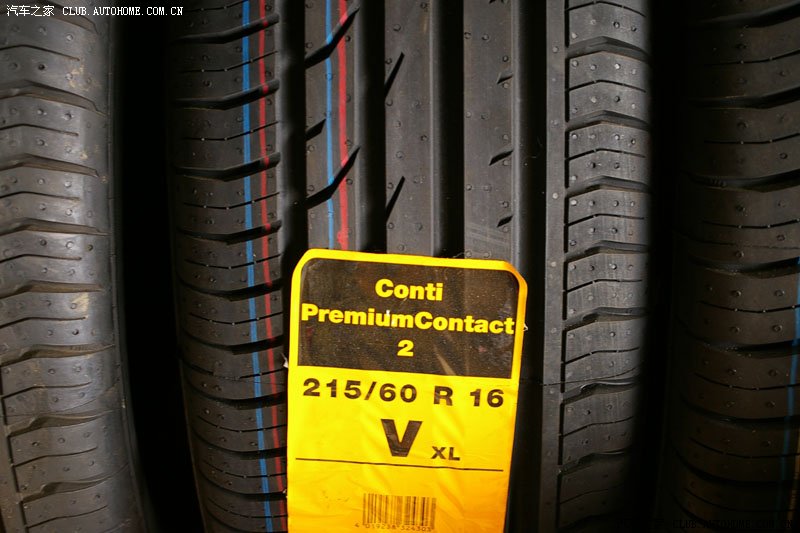 汽车之家 CLUB.AUTOHOME.COM.CN
Conti
PremiumContact
2
215/60 R 16
V XL